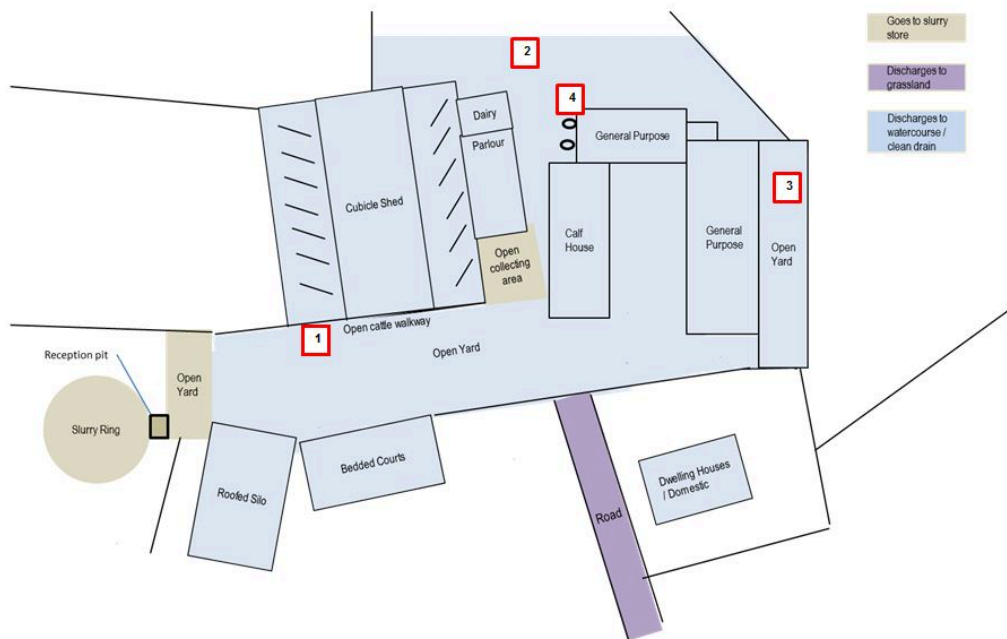 Goes to slurry
store
Discharges to
grassland
Discharges to
watercourse /
clean drain
2
4
Dairy
Parlour
General Purpose
3
Cubicle Shed
Calf
House
General
Purpose
Open
Yard
Open
collecting
area
1
Open cattle walkway
Open Yard
Reception pit
Open
Yard
Slurry Ring
Bedded Courts
Roofed Silo
Dwelling Houses
/ Domestic
Road